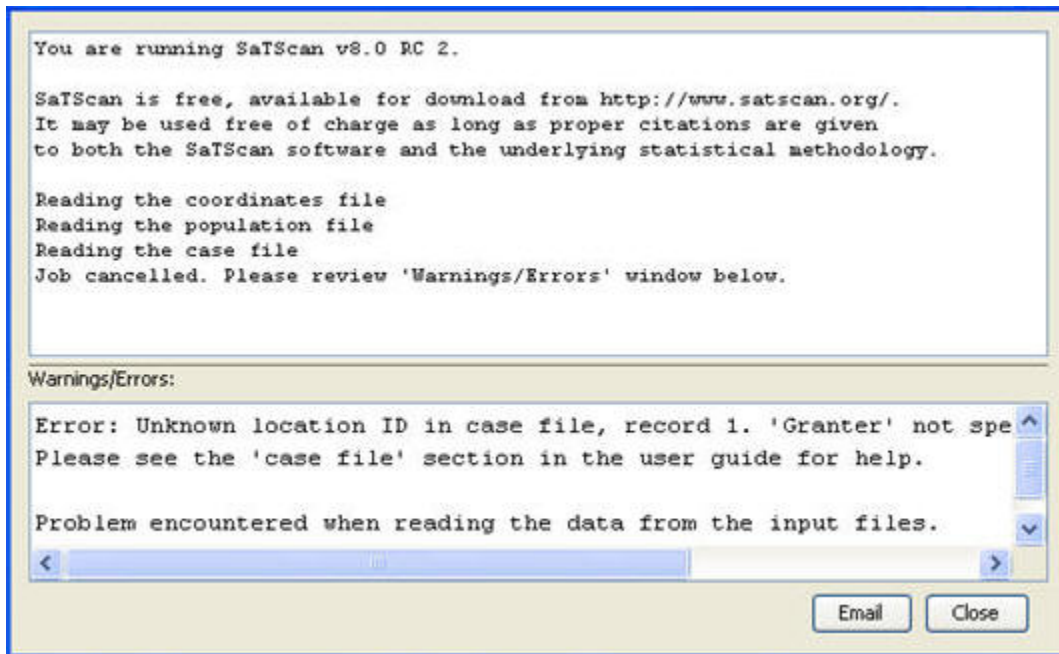 You are running SaTScan v8.0 RC 2.
SaTScan is free, available for download from http://www.satscan.org/.
It may be used free of charge as long as proper citations are given
to both the SaTScan software and the underlying statistical methodology.
Reading the coordinates file
Reading the population file
Reading the case file
Job cancelled. Please review 'Warnings/Errors' window below.
Warnings/Errors:
Error: Unknown location ID in case file, record 1. 'Granter' not spe
Please see the 'case file' section in the user guide for help.
Problem encountered when reading the data from the input files.
Email Close